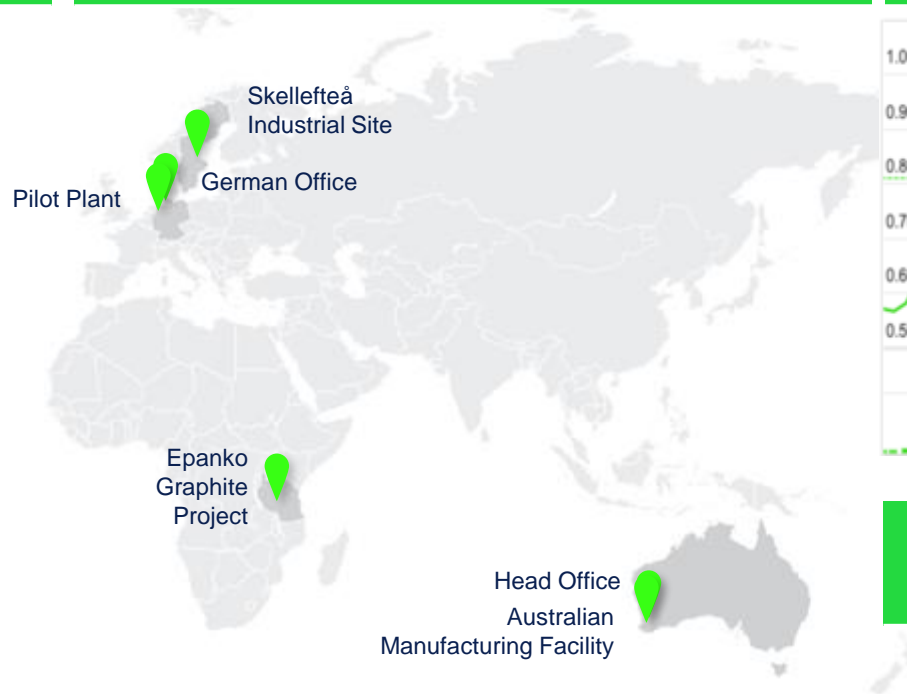 Skellefteå
Industrial Site
German Office
Pilot Plant
Epanko
Graphite
Project
Head Office
Australian
Manufacturing Facility
1.0
0.9
0.8
0.7
0.6
0.5